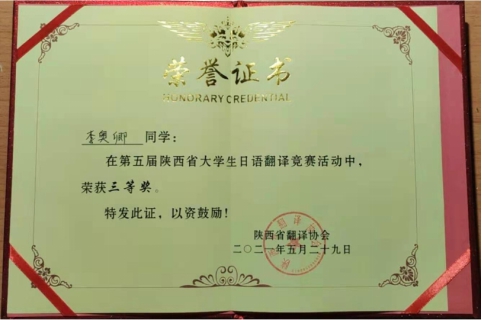 荣誉证书
HONORARY CREDENTIAL
李奥卿 同学：
在第五届陕西省大学生日语翻译竞赛活动中，
荣获三等奖。
特发此证，以资鼓励！
陕西省翻译协会
二〇二一年五月二十九日